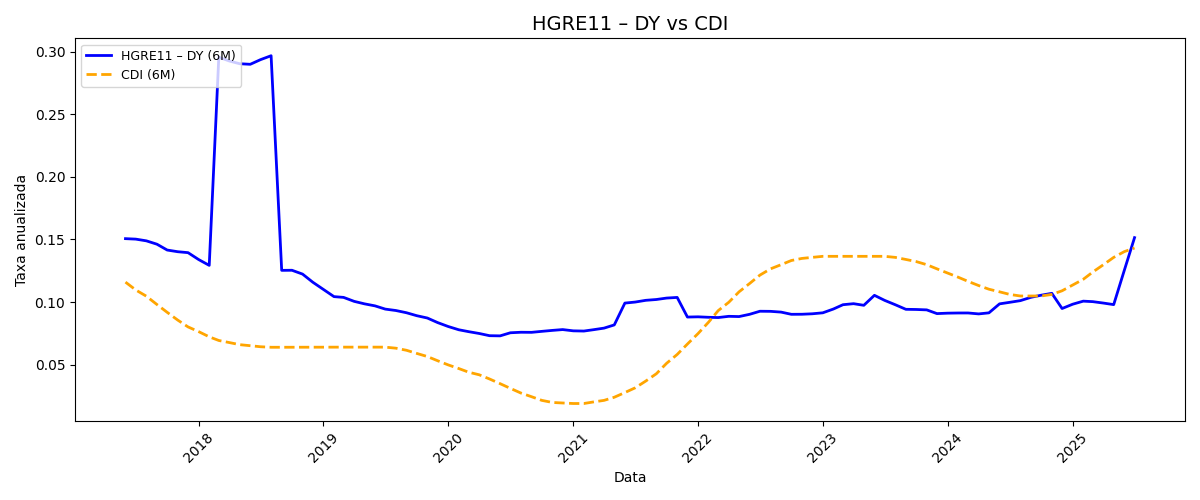 HGRE11 – DY vs CDI
HGRE11 – DY (6M)
CDI (6M)
Taxa anualizada
0.30
0.25
0.20
0.15
0.10
0.05
2018
2019
2020
2021
2022
2023
2024
2025
Data